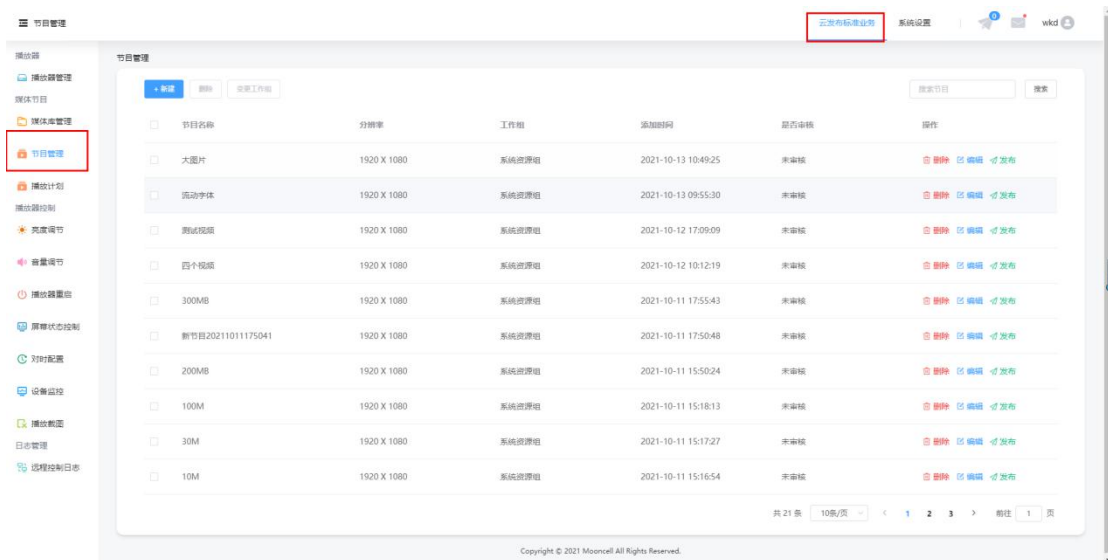 节目管理 云发布标准业务 系统设置 0 wkd
播放器
播放器管理
媒体节目
媒体库管理
节目管理
播放计划
播放器控制
亮度调节
音量调节
播放器重启
屏幕状态控制
对时配置
设备监控
播放截图
日志管理
远程控制日志
节目管理
+ 新建 删除 变更工作组 搜索节目 搜索
节目名称 分辨率 工作组 添加时间 是否审核 操作
大图片 1920 X 1080 系统资源组 2021-10-13 10:49:25 未审核 删除 编辑 发布
流动字体 1920 X 1080 系统资源组 2021-10-13 09:55:30 未审核 删除 编辑 发布
测试视频 1920 X 1080 系统资源组 2021-10-12 17:09:09 未审核 删除 编辑 发布
四个视频 1920 X 1080 系统资源组 2021-10-12 10:12:19 未审核 删除 编辑 发布
300MB 1920 X 1080 系统资源组 2021-10-11 17:55:43 未审核 删除 编辑 发布
新节目20211011175041 1920 X 1080 系统资源组 2021-10-11 17:50:48 未审核 删除 编辑 发布
200MB 1920 X 1080 系统资源组 2021-10-11 15:50:24 未审核 删除 编辑 发布
100M 1920 X 1080 系统资源组 2021-10-11 15:18:13 未审核 删除 编辑 发布
30M 1920 X 1080 系统资源组 2021-10-11 15:17:27 未审核 删除 编辑 发布
10M 1920 X 1080 系统资源组 2021-10-11 15:16:54 未审核 删除 编辑 发布
共 21 条 10条/页 < 1 2 3 > 前往 1 页
Copyright © 2021 Mooncell All Rights Reserved.